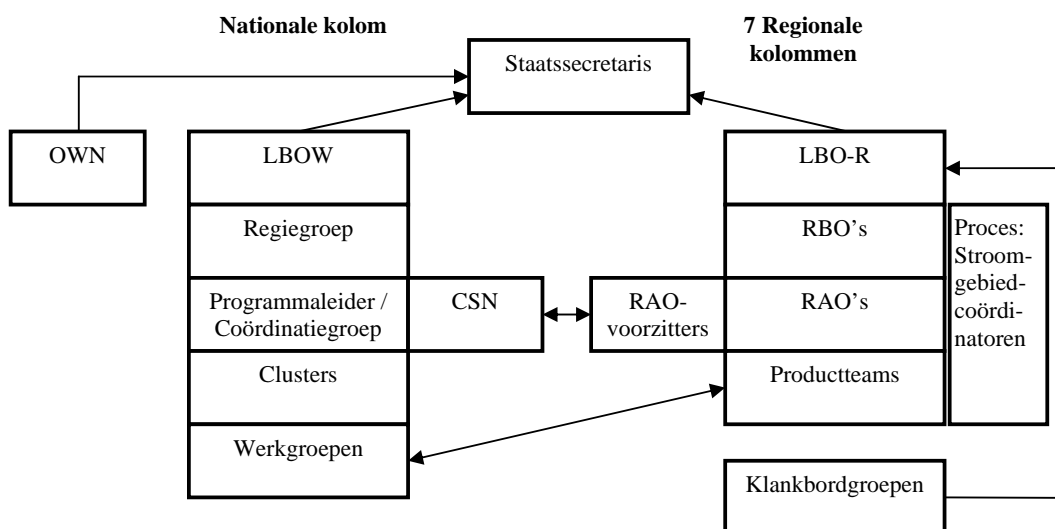 Nationale kolom
7 Regionale
kolommen
Staatssecretaris
OWN
LBOW
LBO-R
Regiegroep
RBO's
Proces:
Stroom-
gebied-
coördi-
natoren
Programmaleider /
Coördinatiegroep
CSN
RAO-
voorzitters
RAO's
Clusters
Productteams
Werkgroepen
Klankbordgroepen